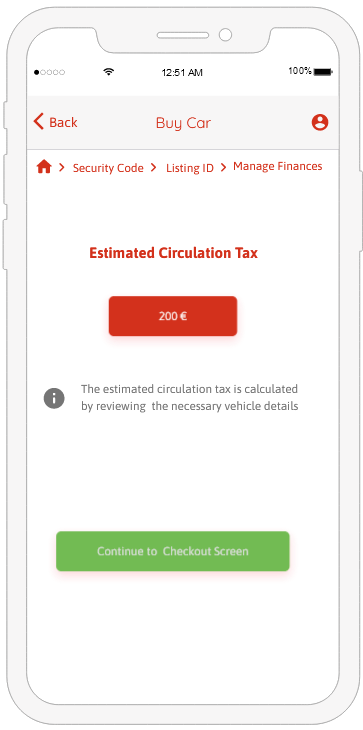 12:51 AM 100%
Back Buy Car
Security Code Listing ID Manage Finances
Estimated Circulation Tax
200 €
The estimated circulation tax is calculated
by reviewing the necessary vehicle details
Continue to Checkout Screen